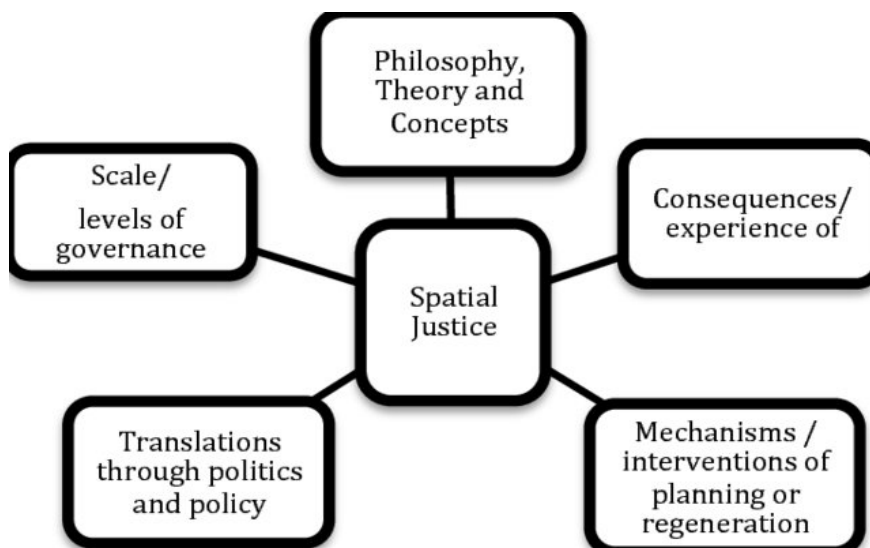 Philosophy,
Theory and
Concepts
Scale/
levels of
governance
Consequences/
experience of
Spatial
Justice
Translations
through politics
and policy
Mechanisms /
interventions of
planning or
regeneration